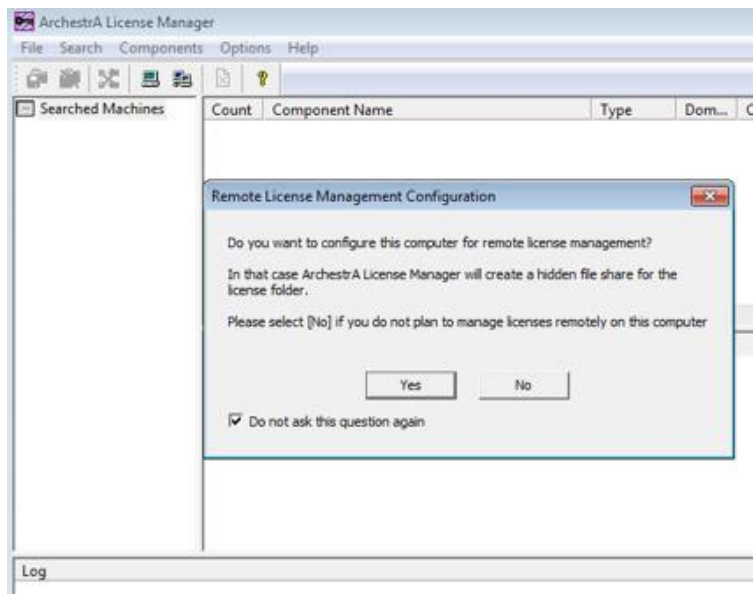 ArchestrA License Manager
File Search Components Options Help
Searched Machines
Count Component Name Type Dom...
Remote License Management Configuration
Do you want to configure this computer for remote license management?
In that case ArchestrA License Manager will create a hidden file share for the
license folder.
Please select [No] if you do not plan to manage licenses remotely on this computer
Yes No
Do not ask this question again
Log